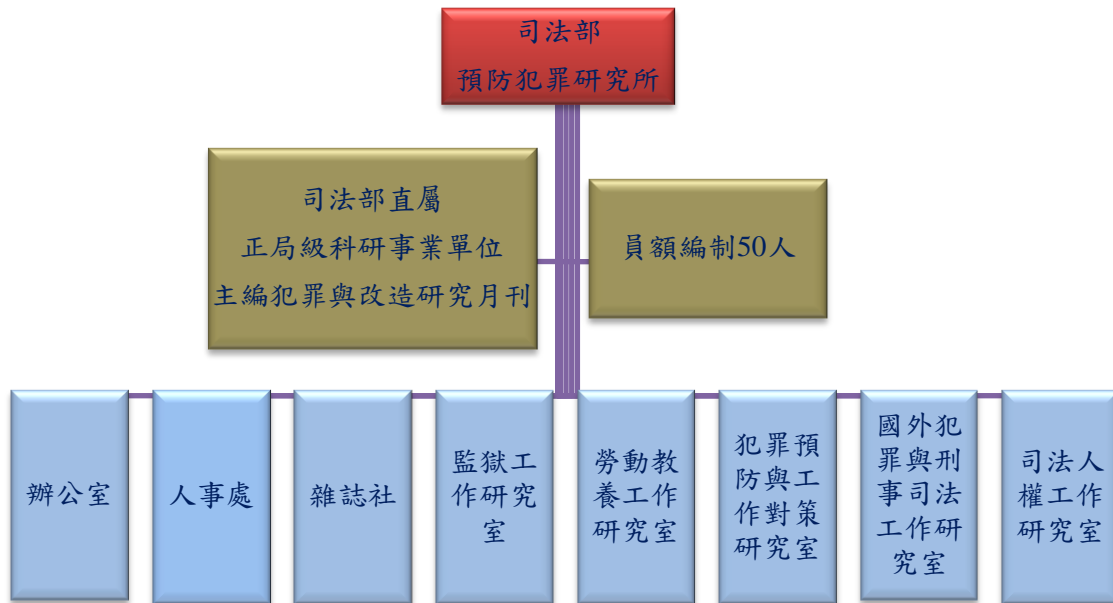 司法部
預防犯罪研究所
司法部直屬
正局級科研事業單位
主編犯罪與改造研究月刊
員額編制50人
辦公室
人事處
雜誌社
監獄工
作研究
室
勞動教
養工作
研究室
犯罪預
防與工
作對策
研究室
國外犯
罪與刑
事司法
工作研
究室
司法人
權工作
研究室